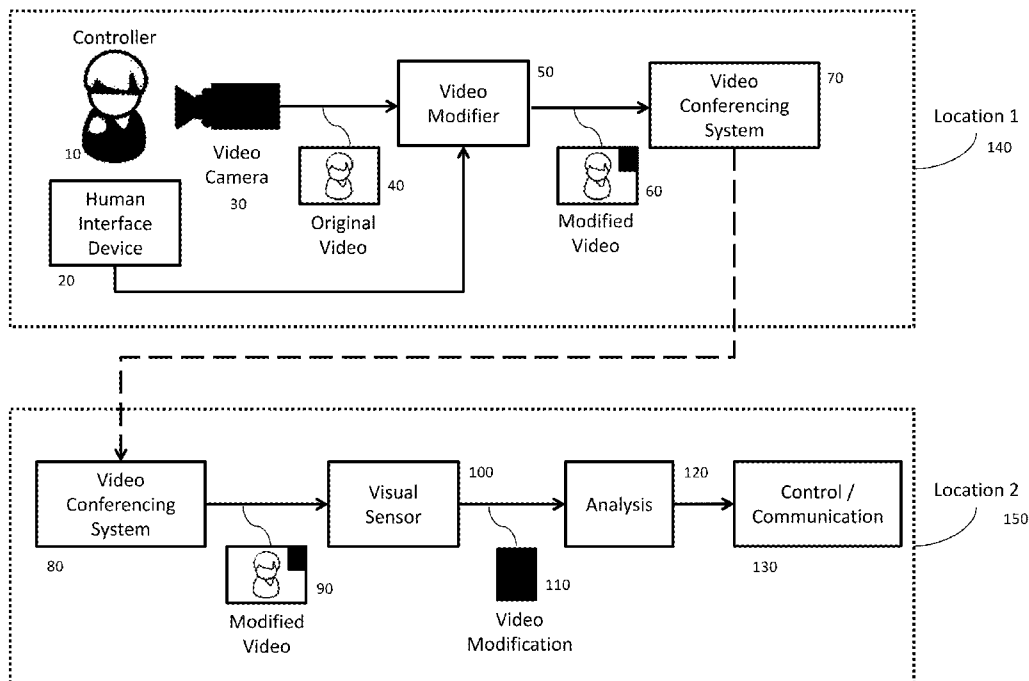 Controller
10
Human
Interface
Device
20
Video
Camera
30
40
Original
Video
Video
Modifier
50
60
Modified
Video
Video
Conferencing
System
70
Location 1
140
Video
Conferencing
System
80
90
Modified
Video
Visual
Sensor
100
110
Video
Modification
Analysis
120
Control /
Communication
130
Location 2
150